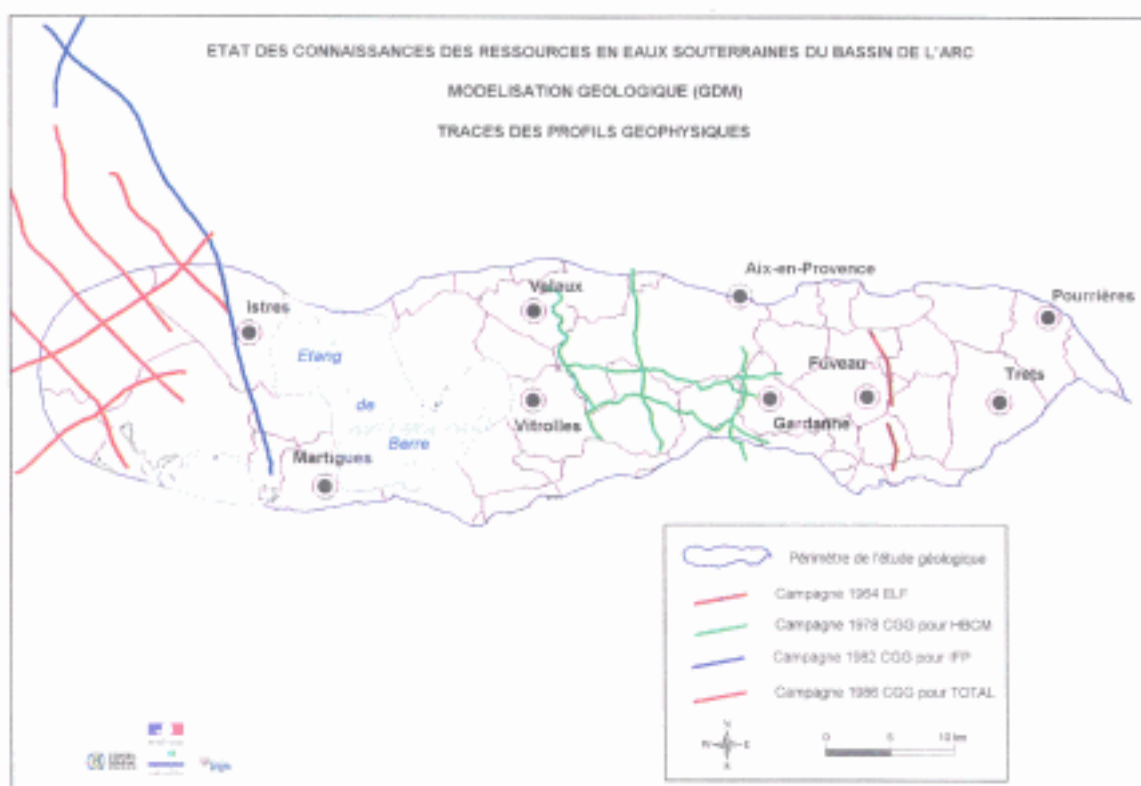 ETAT DES CONNAISSANCES DES RESSOURCES EN EAUX SOUTERRAINES DU BASSIN DE L'ARC
MODELISATION GEOLOGIQUE (GDM)
TRACES DES PROFILS GEOPHYSIQUES
Aix-en-Provence
Velaux
Pourrières
Istres
Etang
Fuveau
Trets
de
Vitrolles
Gardanne
Berre
Martigues
Périmètre de l'étude géologique
Campagne 1964 ELF
Campagne 1978 CGG pour HBCM
Campagne 1982 CGG pour IFP
Campagne 1986 CGG pour TOTAL
N
W E
S
0 5 10 km
brgm